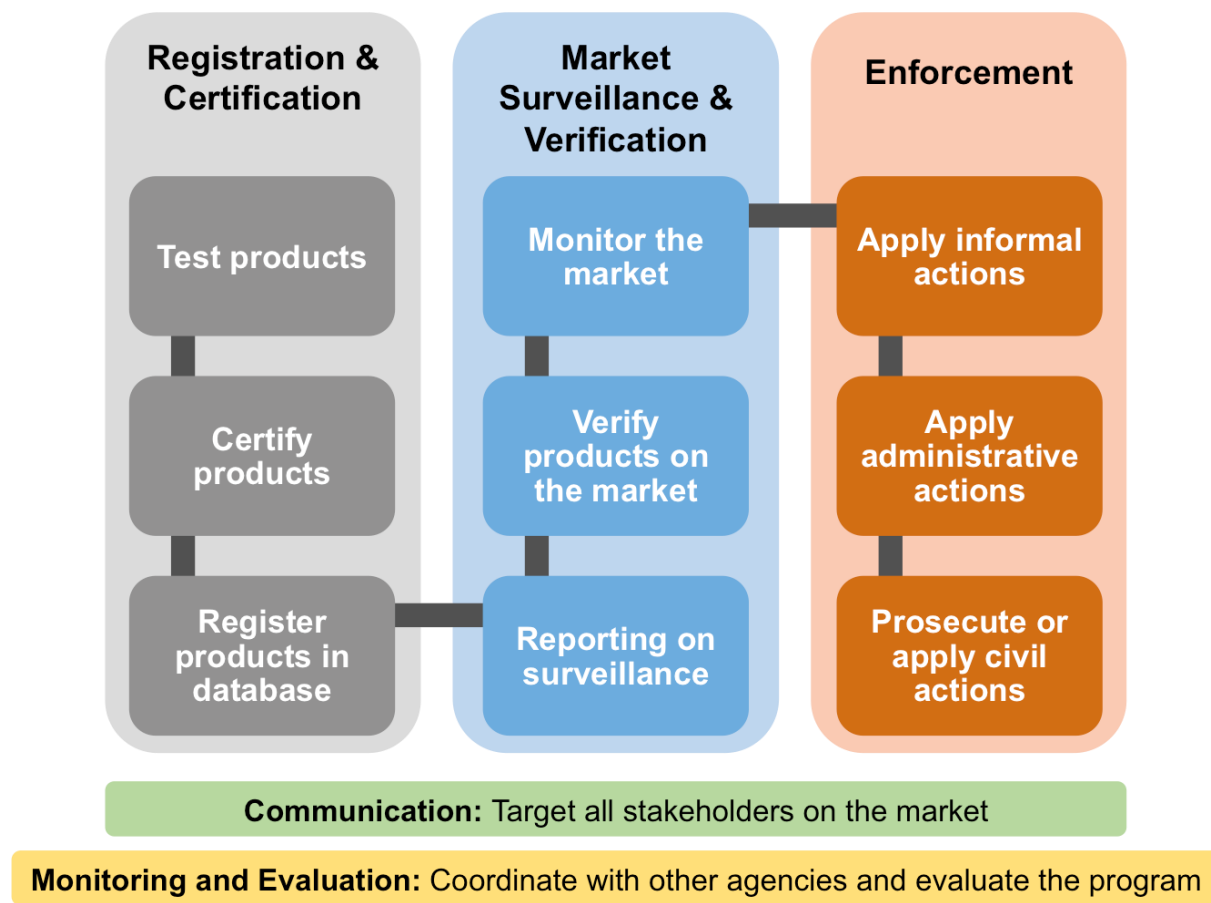 Registration &
Certification
Test products
Certify
products
Register
products in
database
Market
Surveillance &
Verification
Monitor the
market
Verify
products on
the market
Reporting on
surveillance
Enforcement
Apply informal
actions
Apply
administrative
actions
Prosecute or
apply civil
actions
Communication: Target all stakeholders on the market
Monitoring and Evaluation: Coordinate with other agencies and evaluate the program